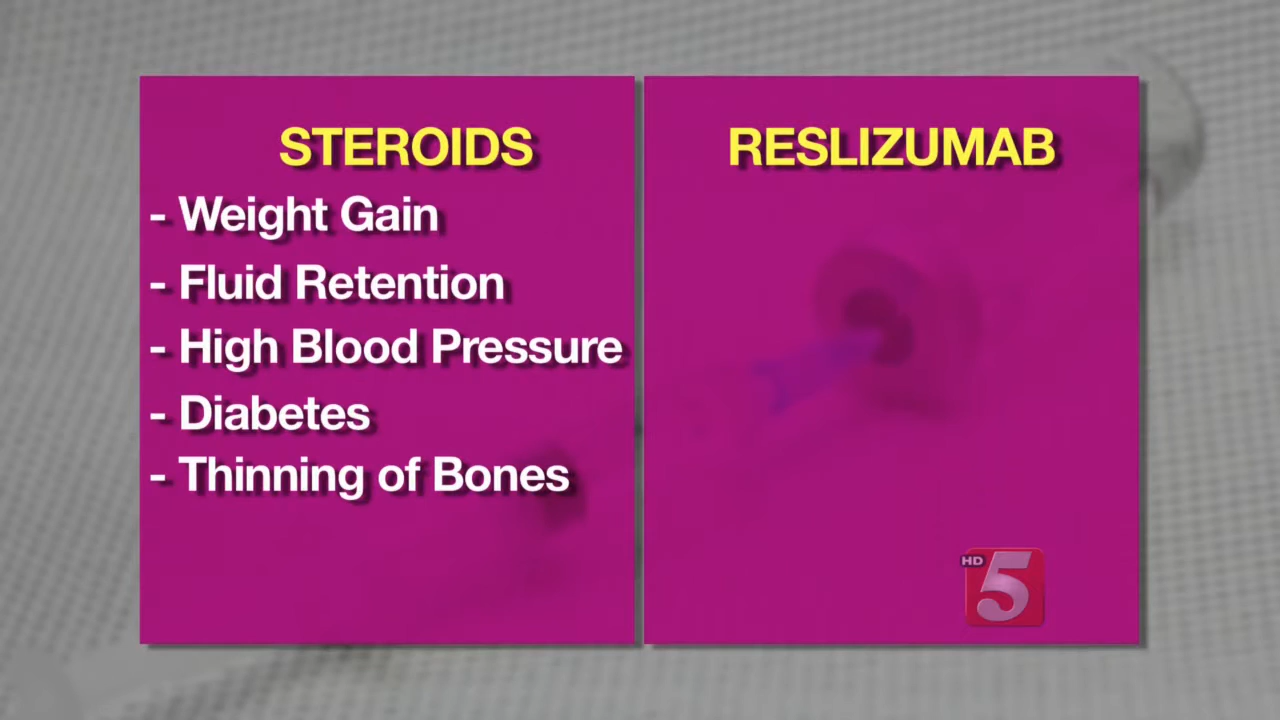 STEROIDS
- Weight Gain
- Fluid Retention
- High Blood Pressure
- Diabetes
- Thinning of Bones
RESLIZUMAB
HD
5